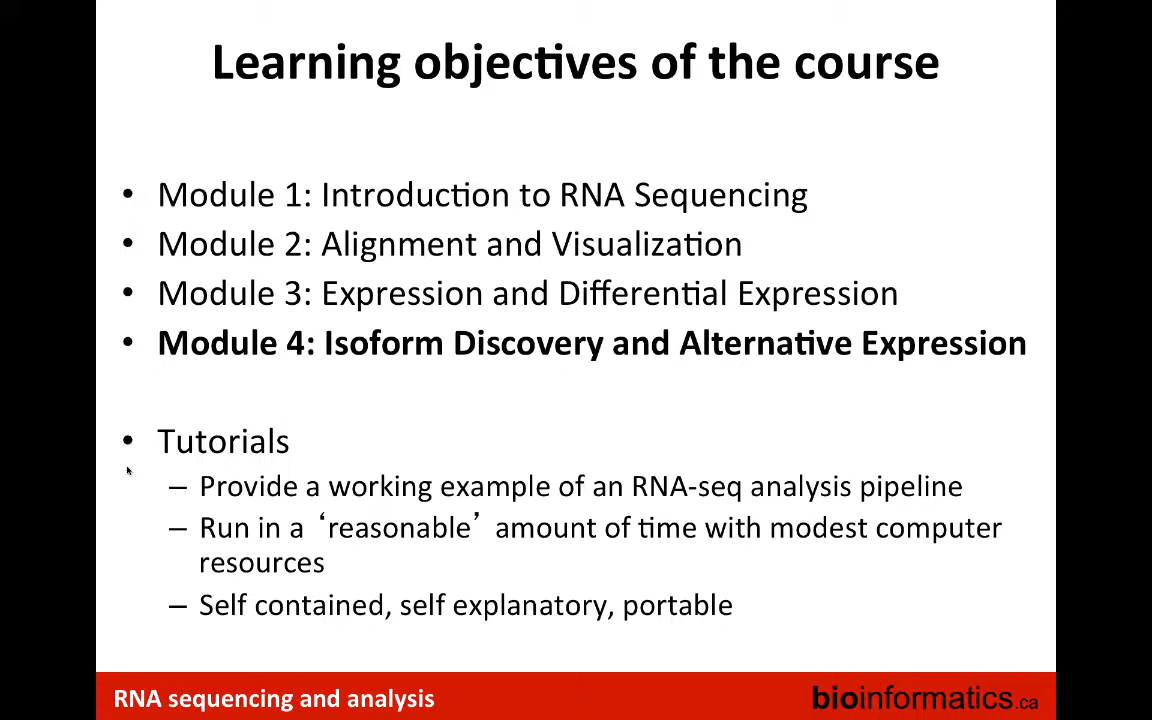 Learning objectives of the course
• Module 1: Introduction to RNA Sequencing
• Module 2: Alignment and Visualization
• Module 3: Expression and Differential Expression
• Module 4: Isoform Discovery and Alternative Expression
• Tutorials
– Provide a working example of an RNA-seq analysis pipeline
– Run in a ‘reasonable’ amount of time with modest computer
resources
– Self contained, self explanatory, portable
RNA sequencing and analysis
bioinformatics.ca